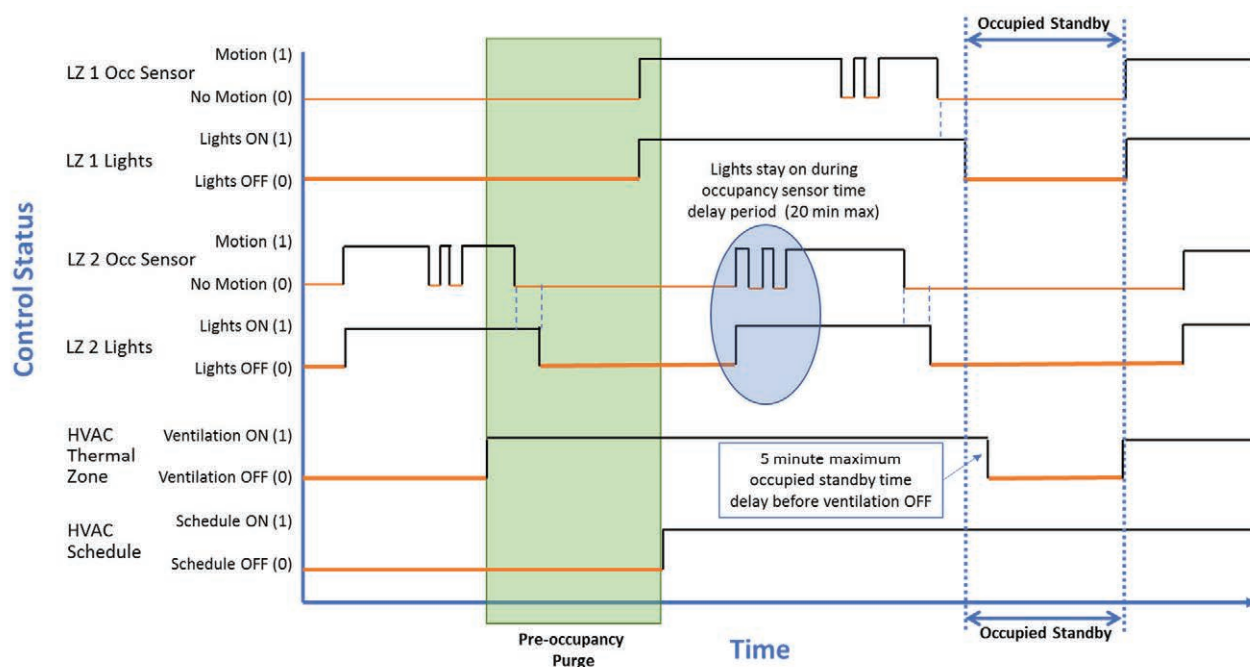 Occupied Standby
Motion (1)
LZ 1 Occ Sensor
No Motion (0)
Lights ON (1)
LZ 1 Lights
Lights OFF (0)
Lights stay on during
occupancy sensor time
delay period (20 min max)
Motion (1)
LZ 2 Occ Sensor
No Motion (0)
Lights ON (1)
LZ 2 Lights
Lights OFF (0)
Control Status
HVAC
Thermal
Zone
Ventilation ON (1)
Ventilation OFF (0)
5 minute maximum
occupied standby time
delay before ventilation OFF
HVAC
Schedule
Schedule ON (1)
Schedule OFF (0)
Pre-occupancy
Purge
Time
Occupied Standby